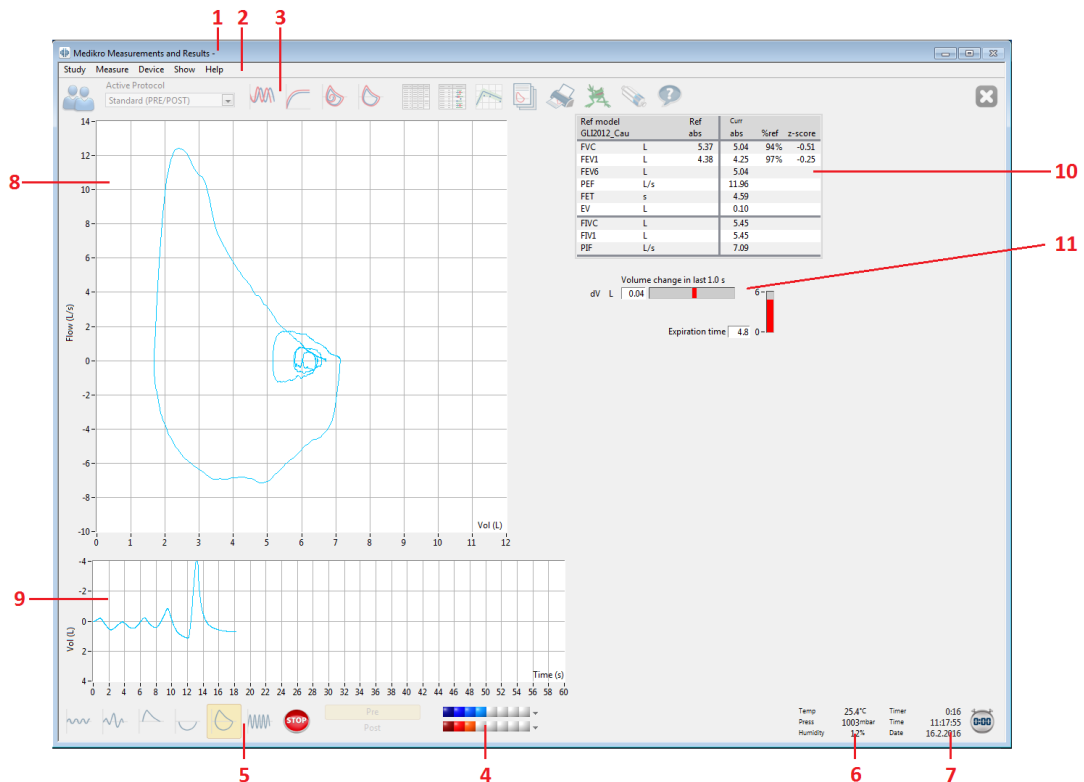 1 2 3
Medikro Measurements and Results -
Study Measure Device Show Help
Active Protocol
Standard (PRE/POST)
Ref model Ref Curr
GLI2012_Cau abs abs %ref z-score
FVC L 5.37 5.04 94% -0.51
FEV1 L 4.38 4.25 97% -0.25
FEV6 L 5.04
PEF L/s 11.96
FET s 4.59
EV L 0.10
FIVC L 5.45
FIV1 L 5.45
PIF L/s 7.09
8
10
11
Volume change in last 1.0 s
dV L 0.04
6
Expiration time 4.8 0
14
12
10
8
6
4
2
0
-2
-4
-6
-8
-10
Flow (L/s)
Vol (L)
0 1 2 3 4 5 6 7 8 9 10 11 12
9
-4
-2
0
2
4
Vol (L)
Time (s)
0 2 4 6 8 10 12 14 16 18 20 22 24 26 28 30 32 34 36 38 40 42 44 46 48 50 52 54 56 58 60
STOP
Pre
Post
Temp 25.4°C Timer 0:16
Press 1003mbar Time 11:17:55
Humidity 12% Date 16.2.2016
0:00
5 4 6 7